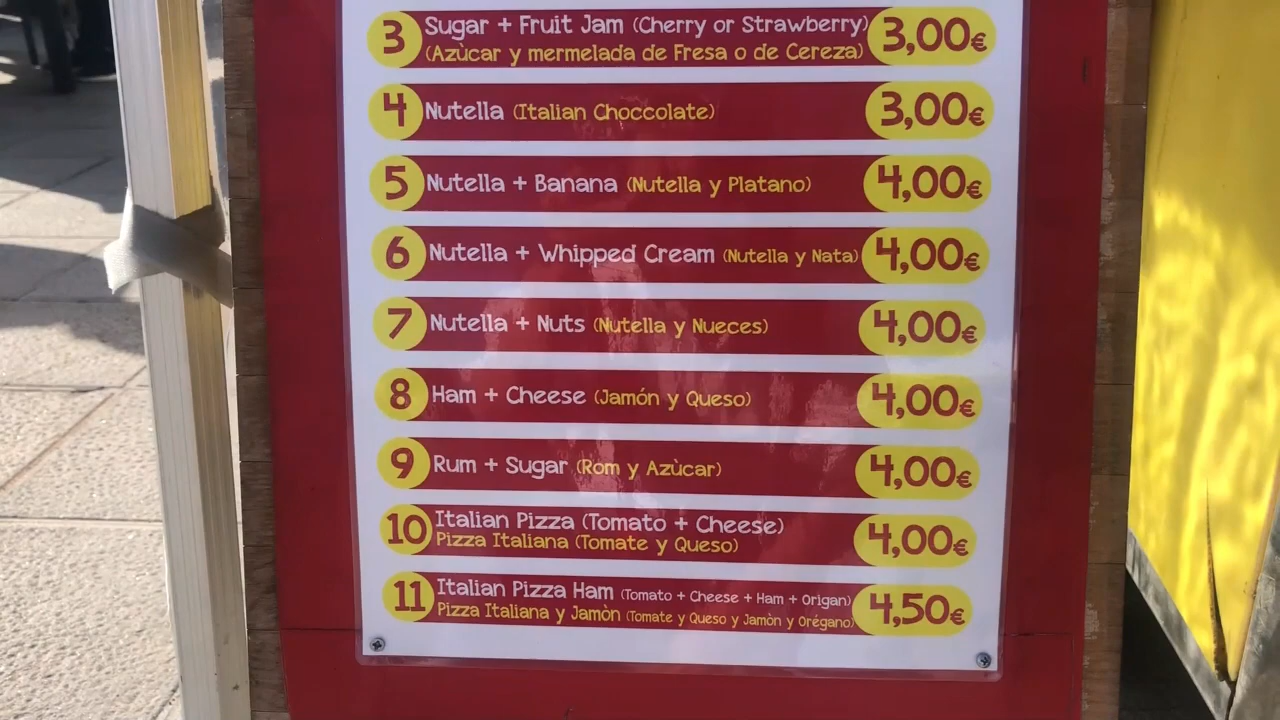 3 Sugar + Fruit Jam (Cherry or Strawberry) 3,00€
(Azùcar y mermelada de Fresa o de Cereza)
4 Nutella (Italian Choccolate) 3,00€
5 Nutella + Banana (Nutella y Platano) 4,00€
6 Nutella + Whipped Cream (Nutella y Nata) 4,00€
7 Nutella + Nuts (Nutella y Nueces) 4,00€
8 Ham + Cheese (Jamón y Queso) 4,00€
9 Rum + Sugar (Rom y Azùcar) 4,00€
10 Italian Pizza (Tomato + Cheese) 4,00€
Pizza Italiana (Tomate y Queso)
11 Italian Pizza Ham (Tomato + Cheese + Ham + Origan) 4,50€
Pizza Italiana y Jamòn (Tomate y Queso y Jamòn y Orégano)